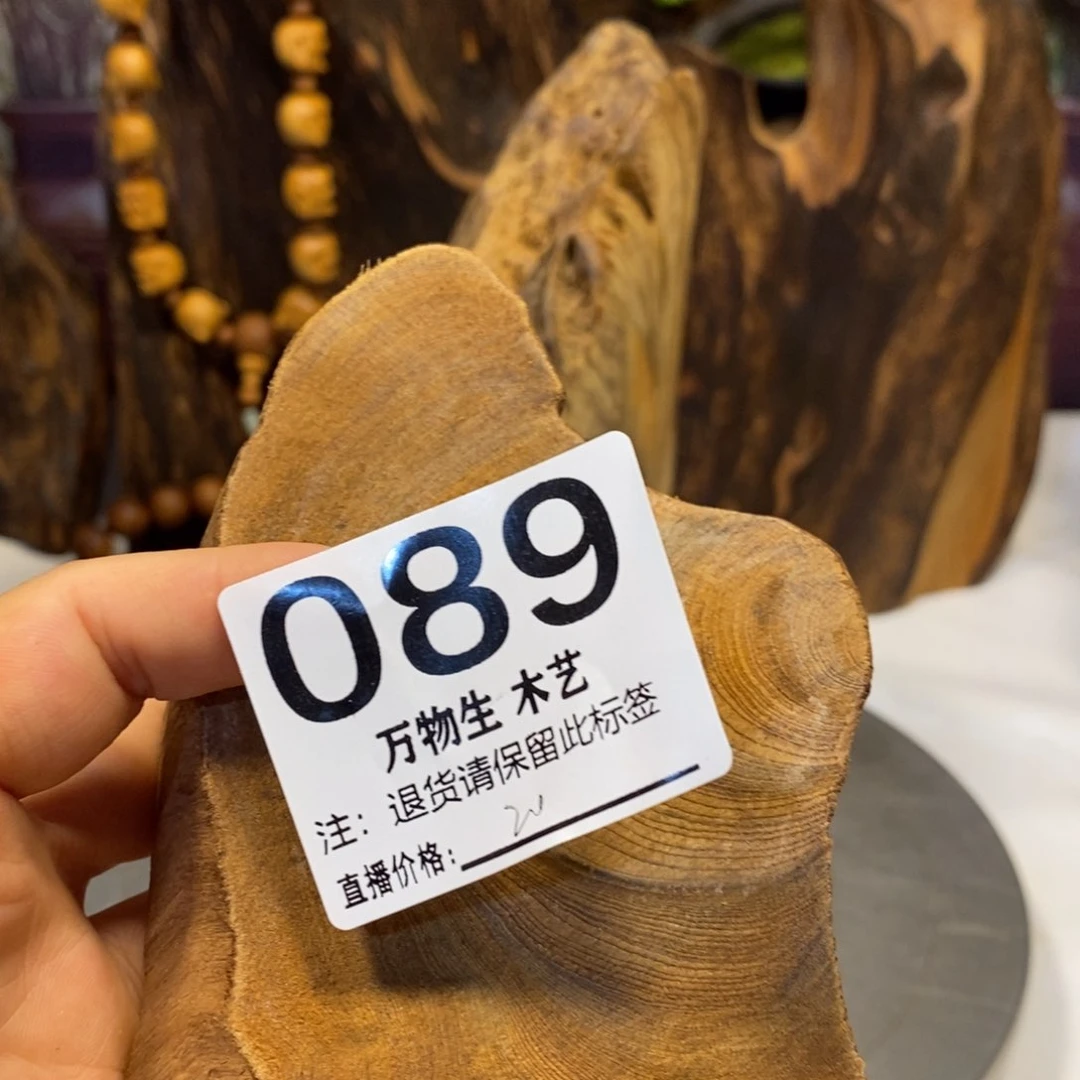 089
万物生 木艺
注：退货请保留此标签
直播价格：